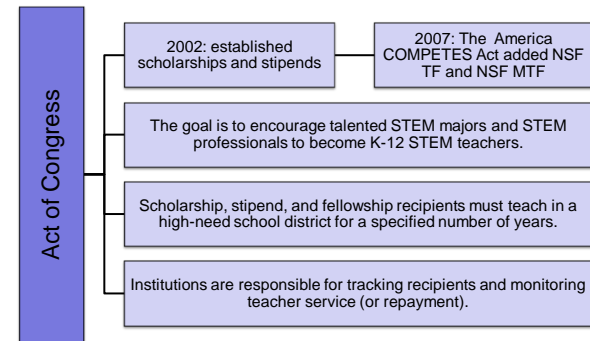 Act of Congress
2002: established
scholarships and stipends
2007: The America
COMPETES Act added NSF
TF and NSF MTF
The goal is to encourage talented STEM majors and STEM
professionals to become K-12 STEM teachers.
Scholarship, stipend, and fellowship recipients must teach in a
high-need school district for a specified number of years.
Institutions are responsible for tracking recipients and monitoring
teacher service (or repayment).